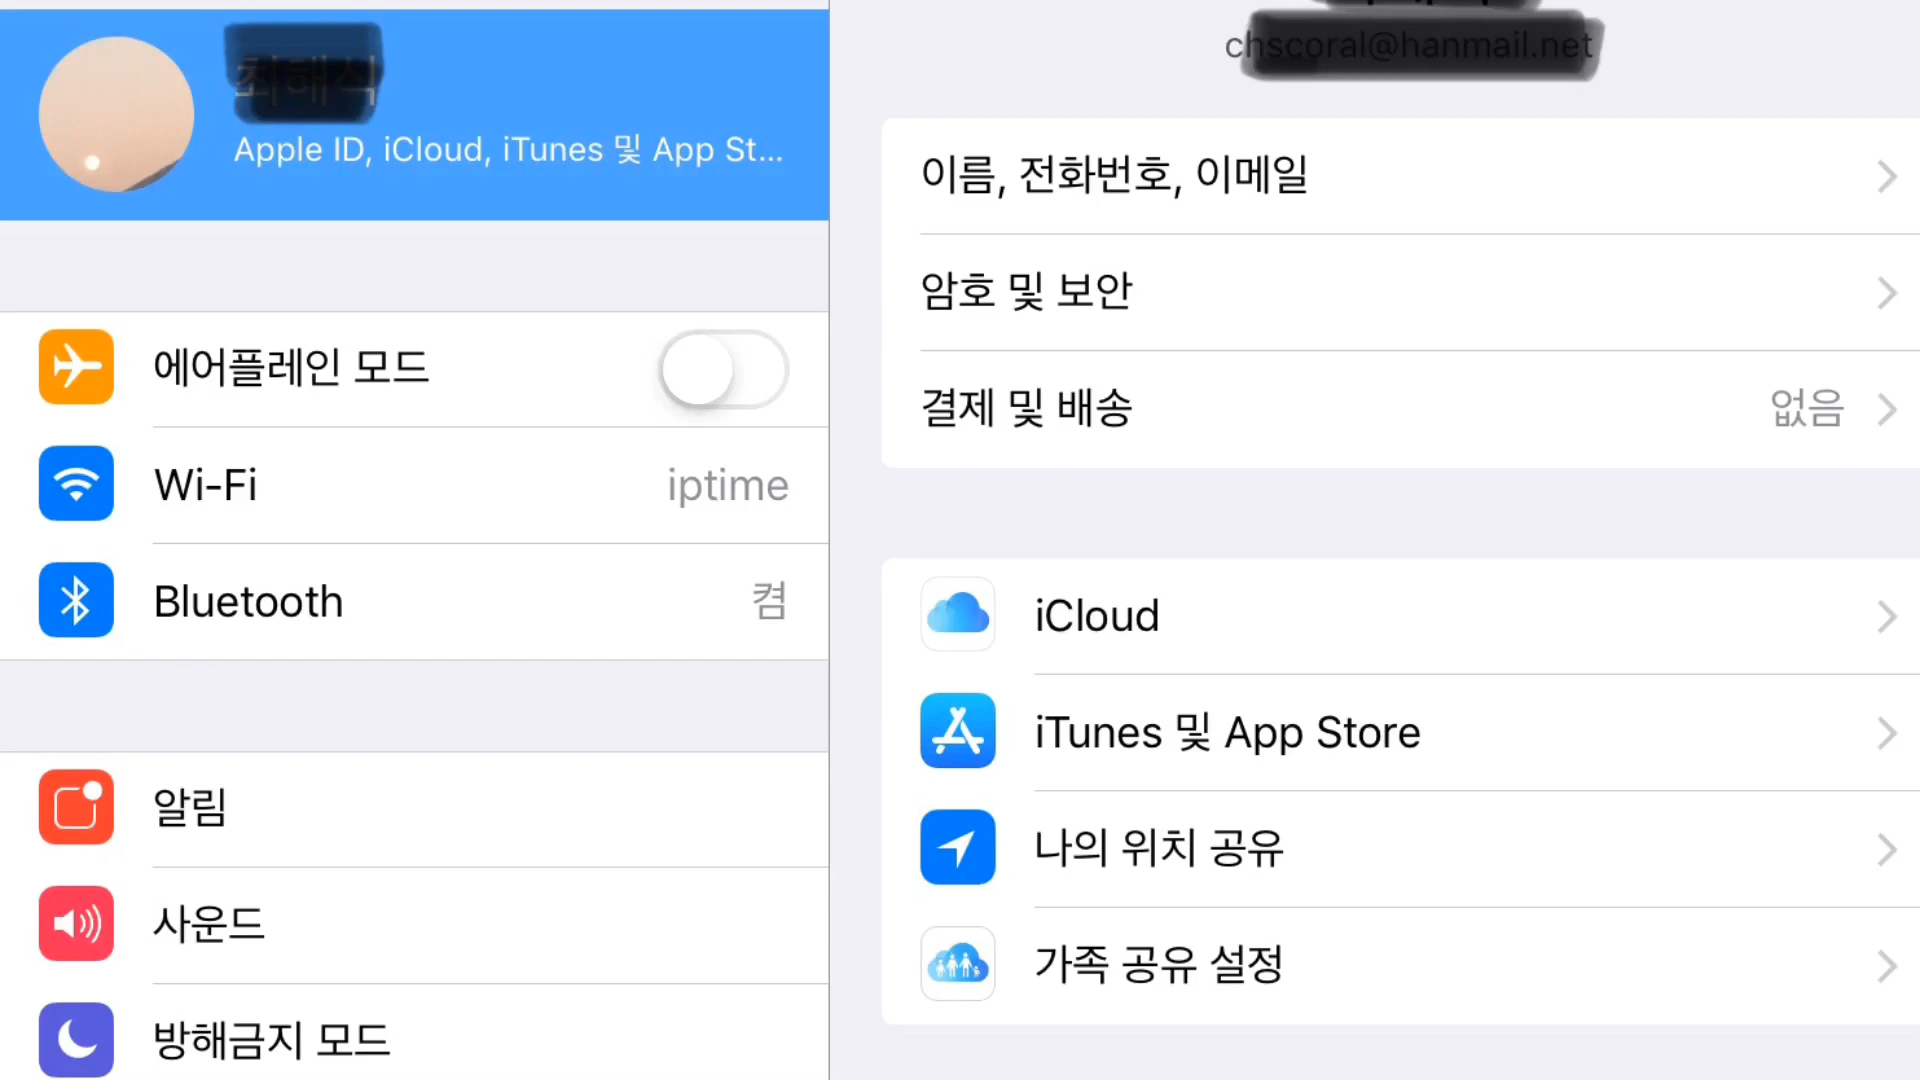 Apple ID, iCloud, iTunes 및 App St...
에어플레인 모드
Wi-Fi iptime
Bluetooth 켬
알림
사운드
방해금지 모드
이름, 전화번호, 이메일
암호 및 보안
결제 및 배송 없음
iCloud
iTunes 및 App Store
나의 위치 공유
가족 공유 설정